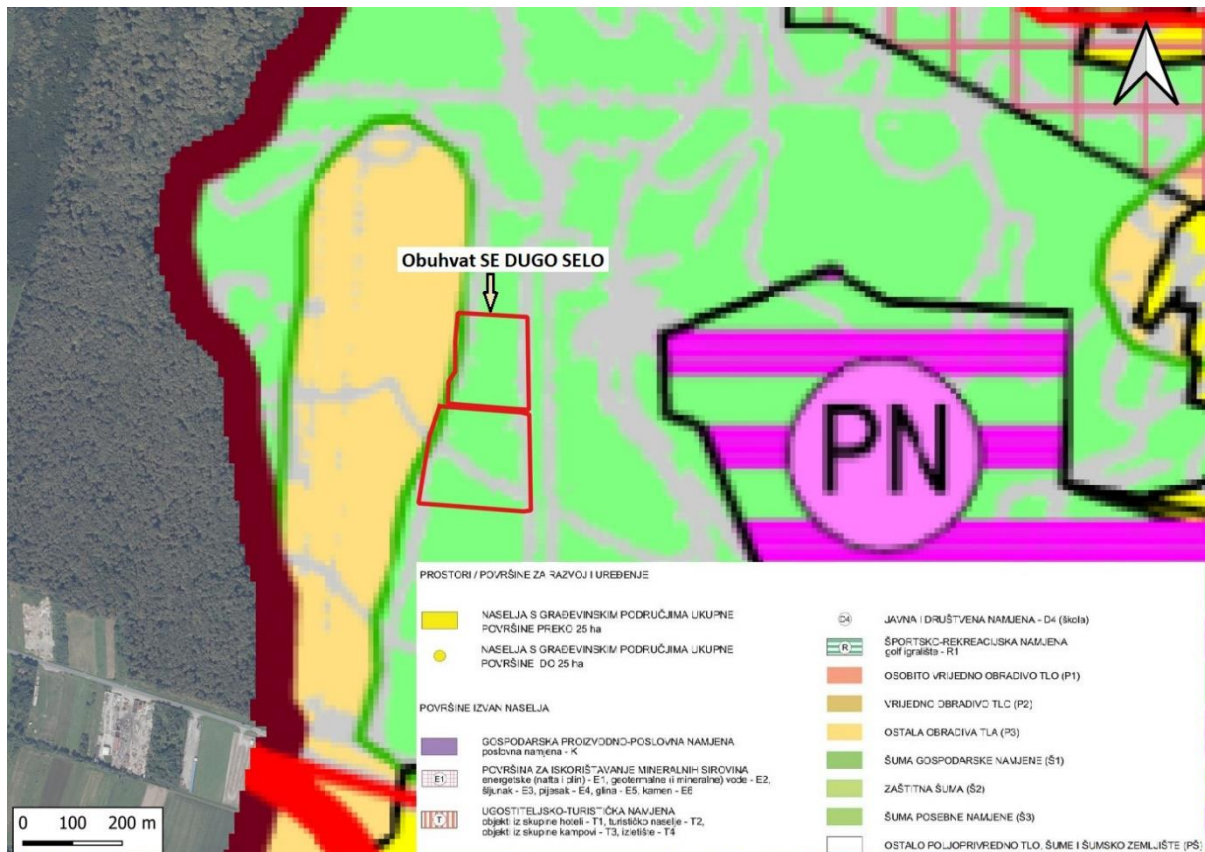 Obuhvat SE DUGO SELO
PN
PROSTORI / POVRŠINE ZA RAZVOJ I UREĐENJE
NASELJA S GRAĐEVINSKIM PODRUČJIMA UKUPNE
POVRŠINE PREKO 25 ha
NASELJA S GRAĐEVINSKIM PODRUČJIMA UKUPNE
POVRŠINE DO 25 ha
POVRŠINE IZVAN NASELJA
GOSPODARSKA PROIZVODNO-POSLOVNA NAMJENA
poslovna namjena - K
E1
POVRŠINA ZA ISKORIŠTAVANJE MINERALNIH SIROVINA
energetske (nafta i plin) - E1, geotermalne i mineralne) vode - E2,
šljunak - E3, pijesak - E4, glina - E5, kamen - E6
T
UGOSTITELJSKO-TURISTIČKA NAMJENA
objekti iz skupine hoteli - T1, turističko naselje - T2,
objekti iz skupine kampovi - T3, izletište - T4
D4
JAVNA I DRUŠTVENA NAMJENA - D4 (škola)
R
ŠPORTSKO-REKREACIJSKA NAMJENA
golf igralište - R1
OSOBITO VRIJEDNO OBRADIVO TLO (P1)
VRIJEDNO OBRADIVO TLO (P2)
OSTALA OBRADIVA TLA (P3)
ŠUMA GOSPODARSKE NAMJENE (Š1)
ZAŠTITNA ŠUMA (Š2)
ŠUMA POSEBNE NAMJENE (Š3)
OSTALO POLJOPRIVREDNO TLO, ŠUME I ŠUMSKO ZEMLJIŠTE (PŠ)
0 100 200 m